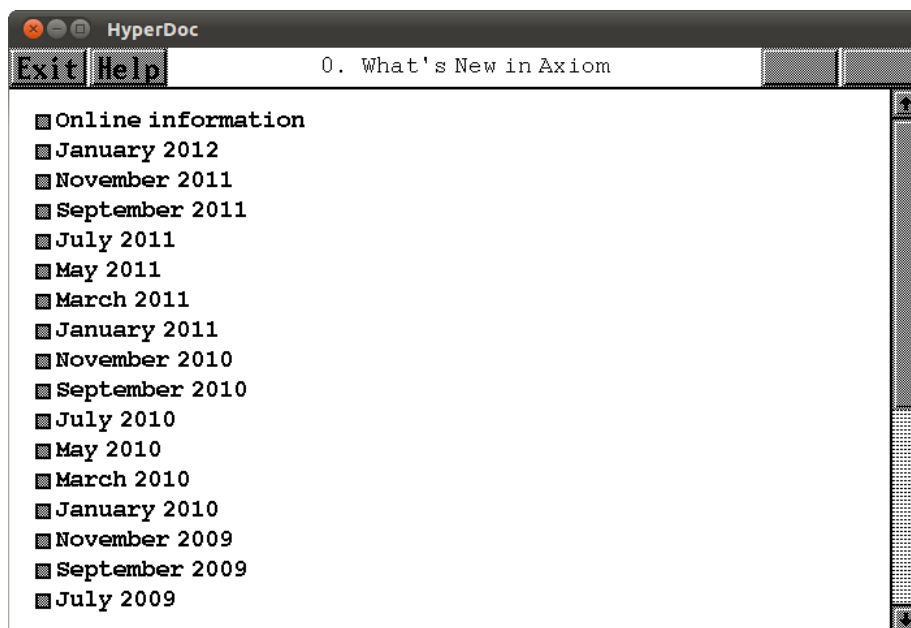 HyperDoc
Exit Help 0. What's New in Axiom
Online information
January 2012
November 2011
September 2011
July 2011
May 2011
March 2011
January 2011
November 2010
September 2010
July 2010
May 2010
March 2010
January 2010
November 2009
September 2009
July 2009